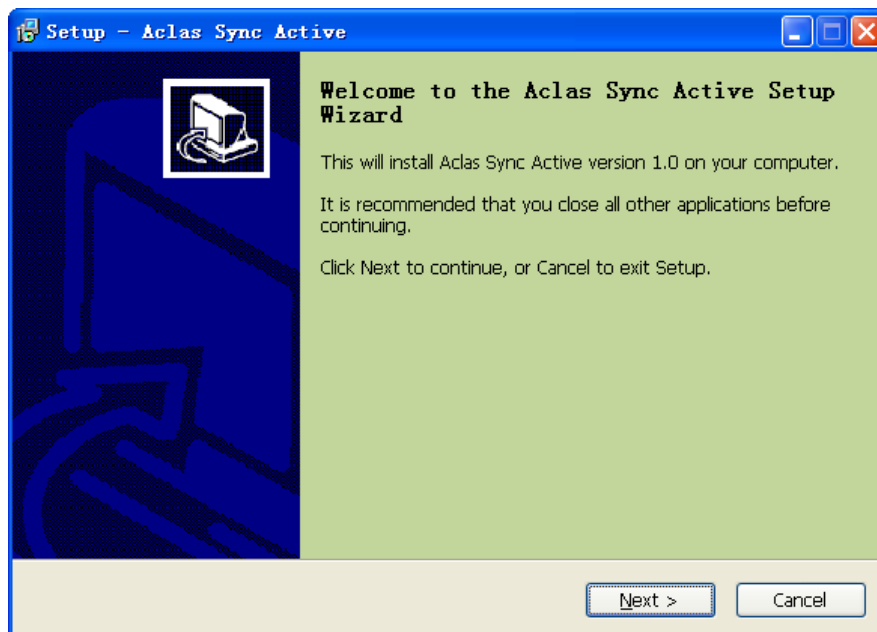 Setup - Aclas Sync Active
Welcome to the Aclas Sync Active Setup
Wizard
This will install Aclas Sync Active version 1.0 on your computer.
It is recommended that you close all other applications before
continuing.
Click Next to continue, or Cancel to exit Setup.
Next >
Cancel